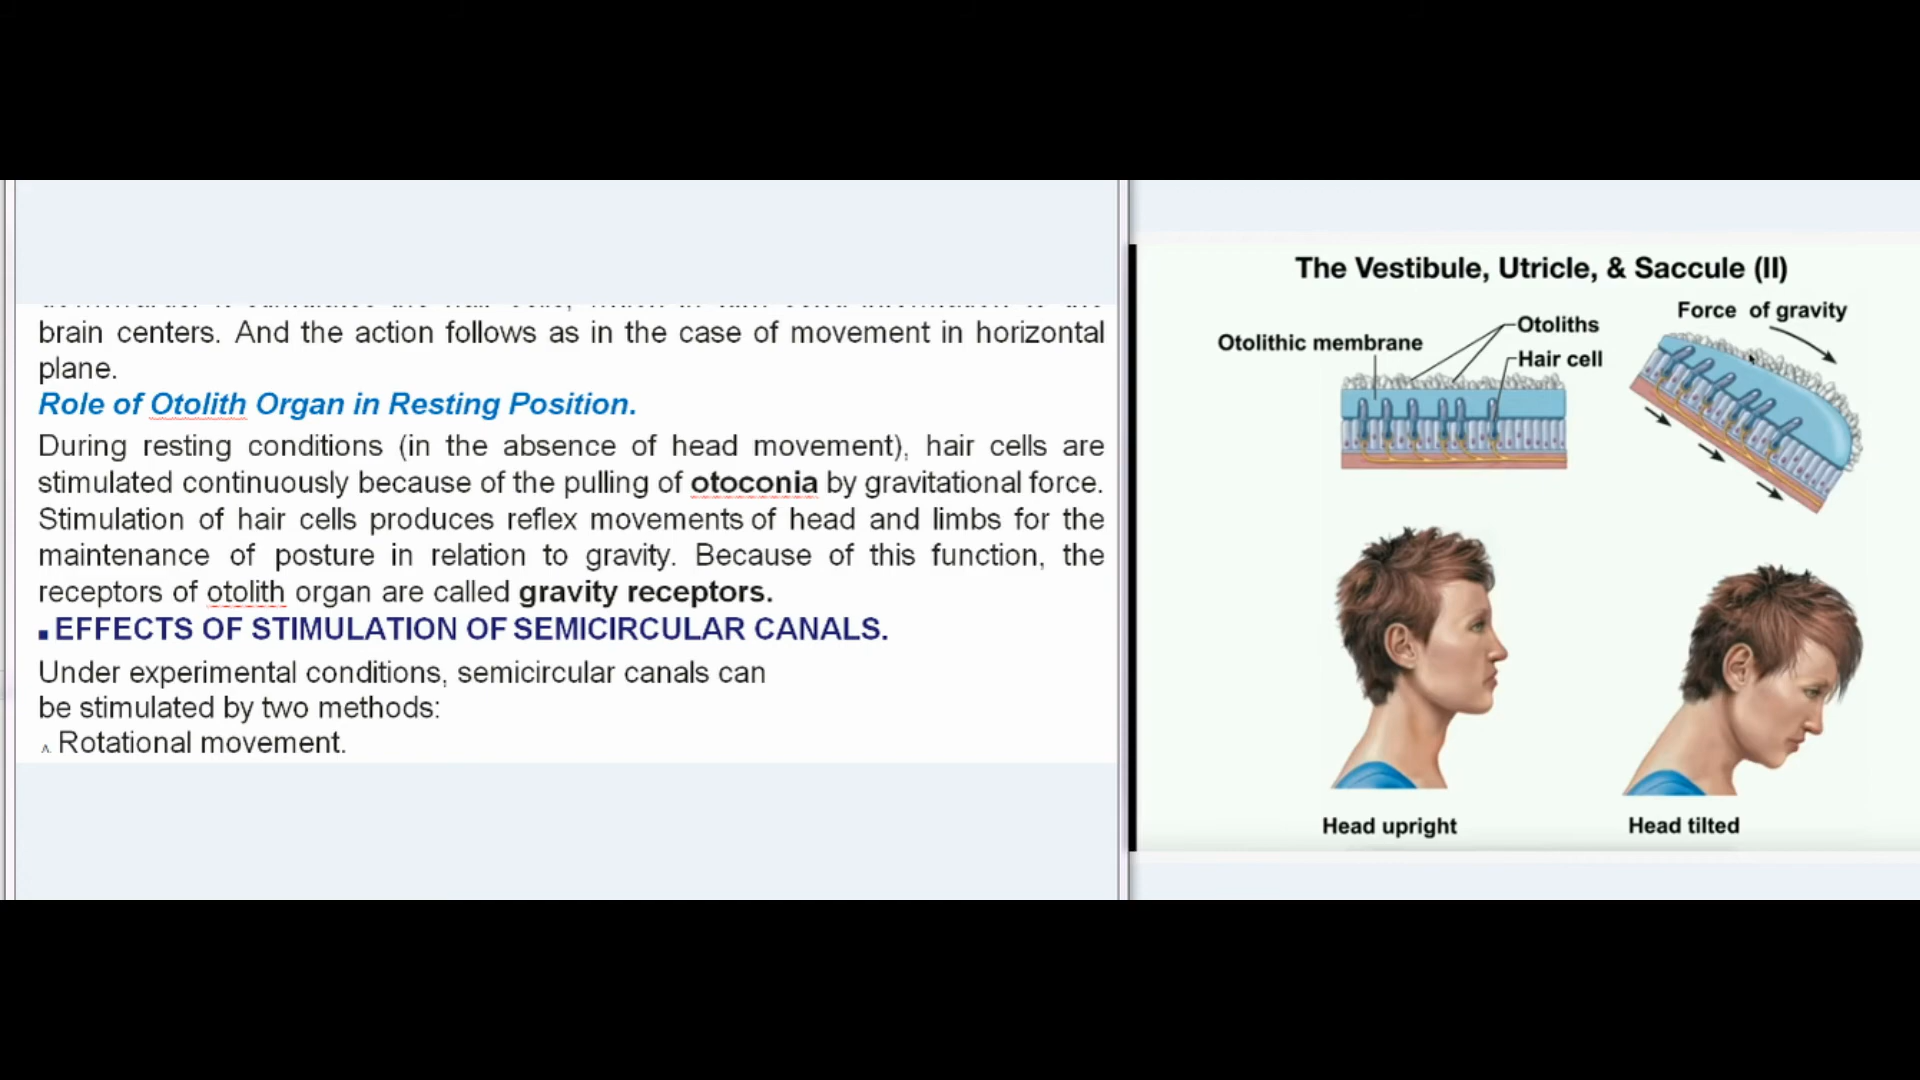 brain centers. And the action follows as in the case of movement in horizontal
plane.
Role of Otolith Organ in Resting Position.
During resting conditions (in the absence of head movement), hair cells are
stimulated continuously because of the pulling of otoconia by gravitational force.
Stimulation of hair cells produces reflex movements of head and limbs for the
maintenance of posture in relation to gravity. Because of this function, the
receptors of otolith organ are called gravity receptors.
▪ EFFECTS OF STIMULATION OF SEMICIRCULAR CANALS.
Under experimental conditions, semicircular canals can
be stimulated by two methods:
A. Rotational movement.
The Vestibule, Utricle, & Saccule (II)
Force of gravity
Otoliths
Otolithic membrane
Hair cell
Head upright
Head tilted